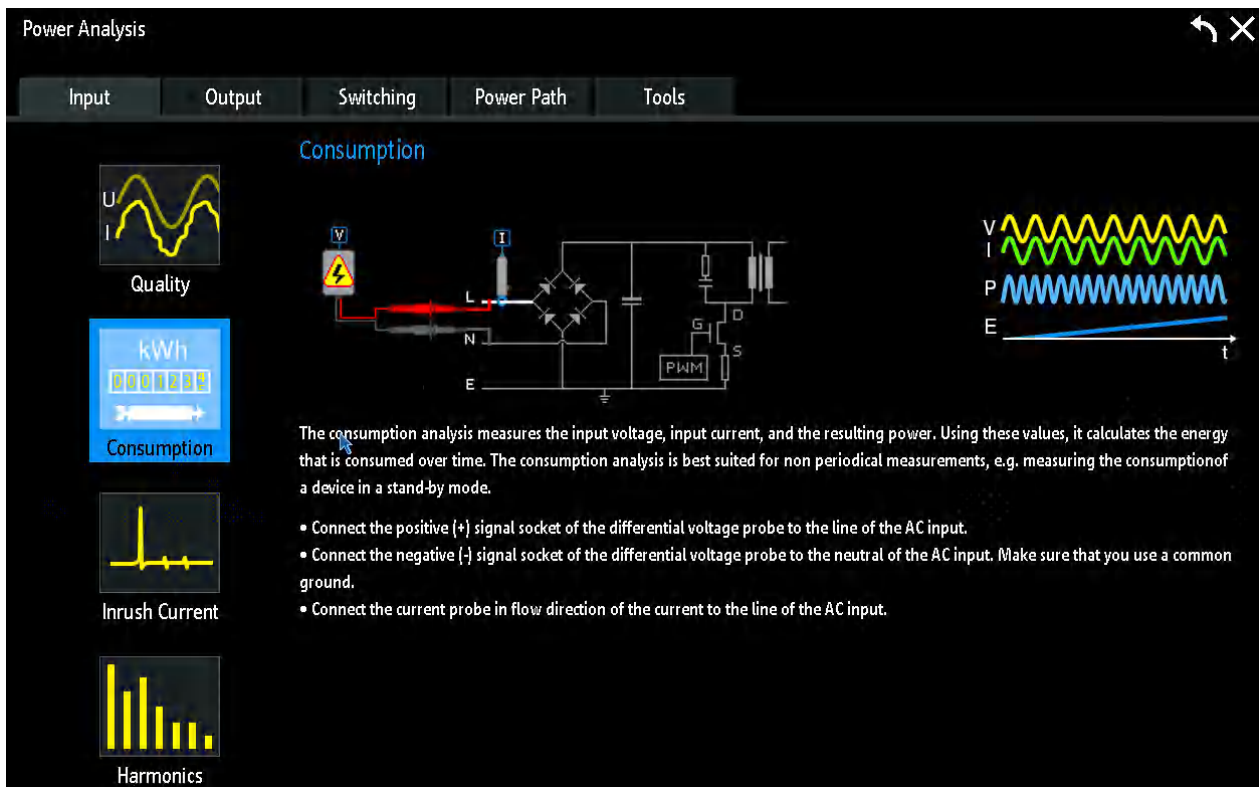 Power Analysis
Input Output Switching Power Path Tools
Consumption
U
I
Quality
kWh
0001234
Consumption
Inrush Current
Harmonics
V
I
L
N
E
G
D
S
PWM
V
I
P
E
t
The consumption analysis measures the input voltage, input current, and the resulting power. Using these values, it calculates the energy
that is consumed over time. The consumption analysis is best suited for non periodical measurements, e.g. measuring the consumptionof
a device in a stand-by mode.
• Connect the positive (+) signal socket of the differential voltage probe to the line of the AC input.
• Connect the negative (-) signal socket of the differential voltage probe to the neutral of the AC input. Make sure that you use a common
ground.
• Connect the current probe in flow direction of the current to the line of the AC input.